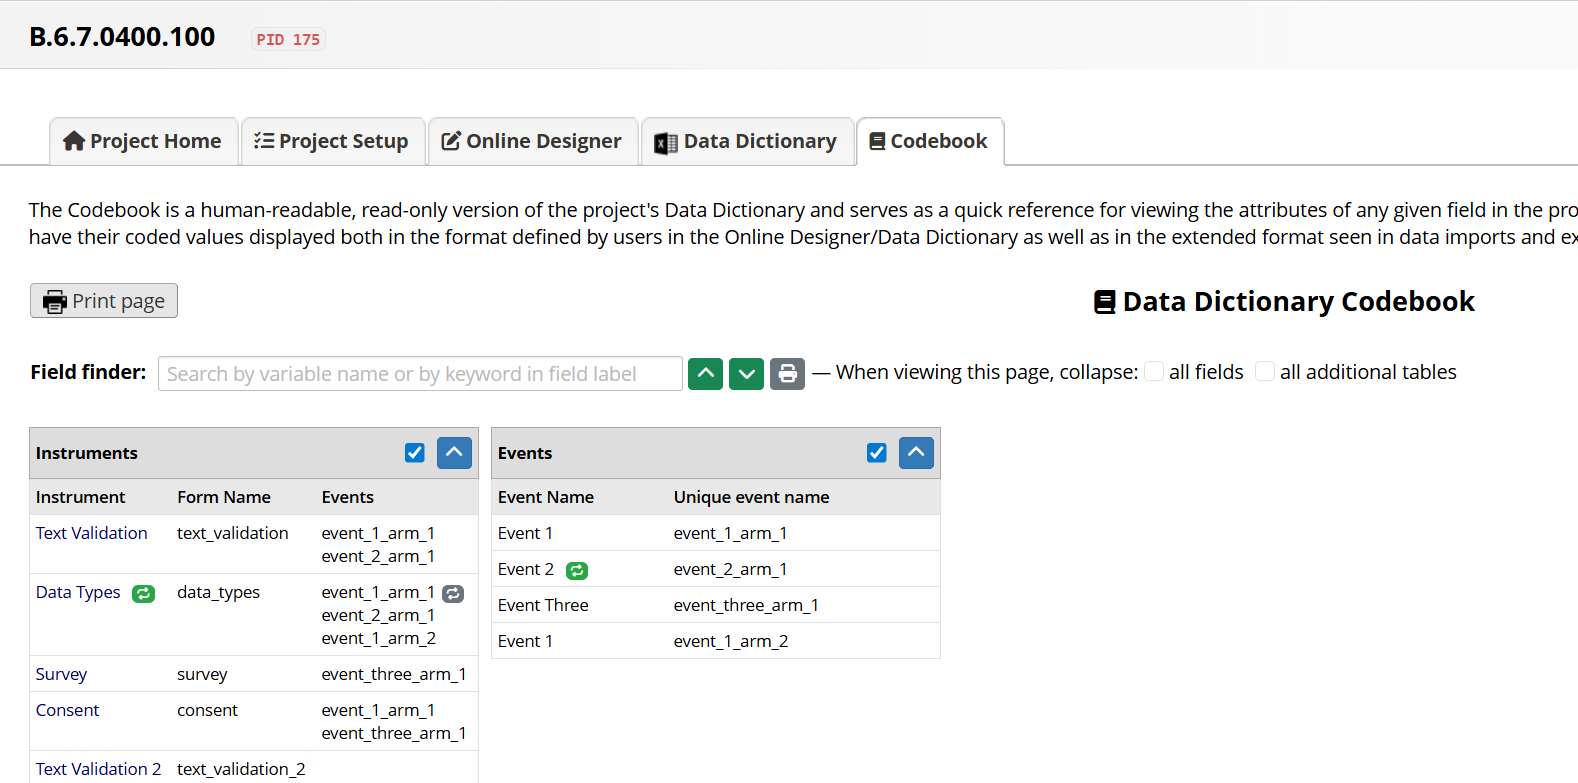 B.6.7.0400.100 PID 175
Project Home Project Setup Online Designer Data Dictionary Codebook
The Codebook is a human-readable, read-only version of the project's Data Dictionary and serves as a quick reference for viewing the attributes of any given field in the pro
have their coded values displayed both in the format defined by users in the Online Designer/Data Dictionary as well as in the extended format seen in data imports and ex
Print page
Data Dictionary Codebook
Field finder: Search by variable name or by keyword in field label — When viewing this page, collapse: all fields all additional tables
Instruments
Instrument Form Name Events
Text Validation text_validation event_1_arm_1
event_2_arm_1
Data Types data_types event_1_arm_1
event_2_arm_1
event_1_arm_2
Survey survey event_three_arm_1
Consent consent event_1_arm_1
event_three_arm_1
Text Validation 2 text_validation_2
Events
Event Name Unique event name
Event 1 event_1_arm_1
Event 2 event_2_arm_1
Event Three event_three_arm_1
Event 1 event_1_arm_2